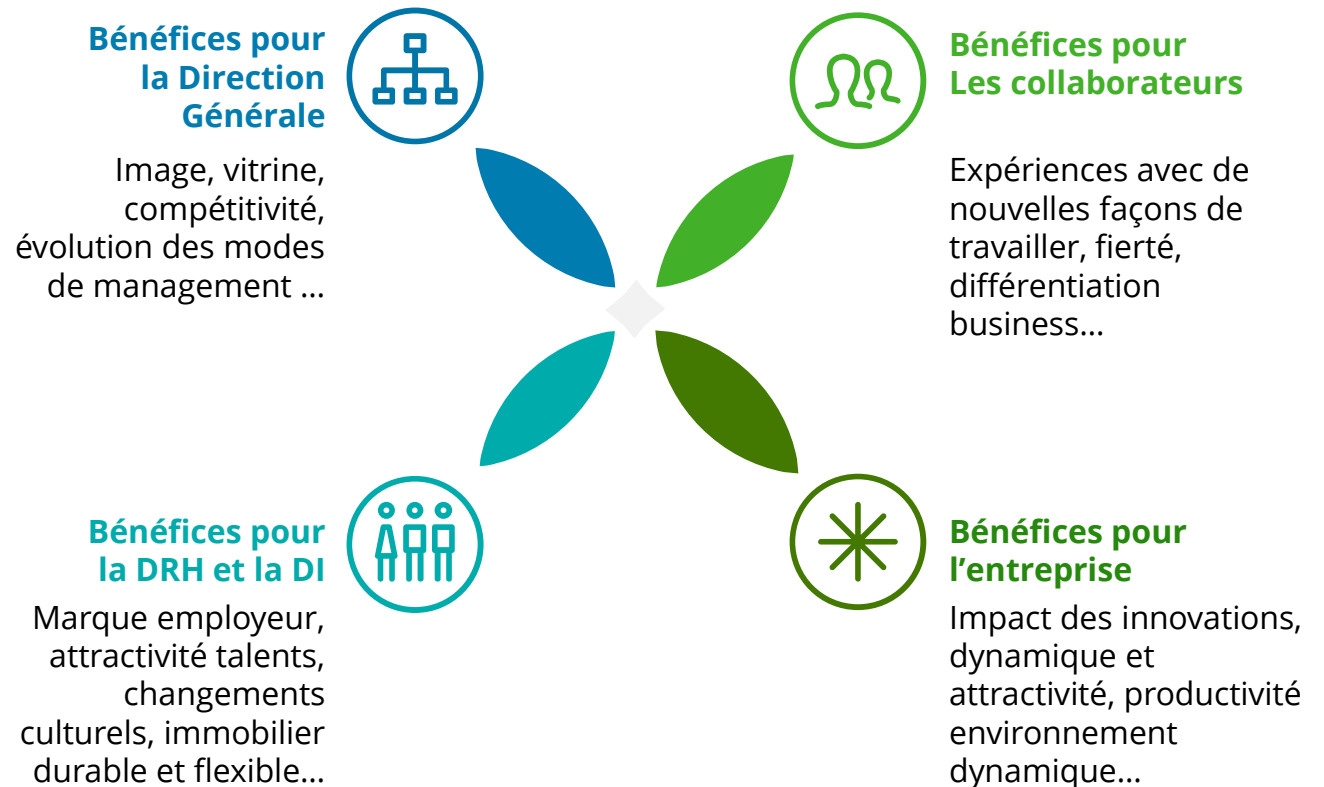 Bénéfices pour
la Direction
Générale
Image, vitrine,
compétitivité,
évolution des modes
de management ...
Bénéfices pour
Les collaborateurs
Expériences avec de
nouvelles façons de
travailler, fierté,
différentiation
business...
Bénéfices pour
la DRH et la DI
Marque employeur,
attractivité talents,
changements
culturels, immobilier
durable et flexible...
Bénéfices pour
l’entreprise
Impact des innovations,
dynamique et
attractivité, productivité
environnement
dynamique...